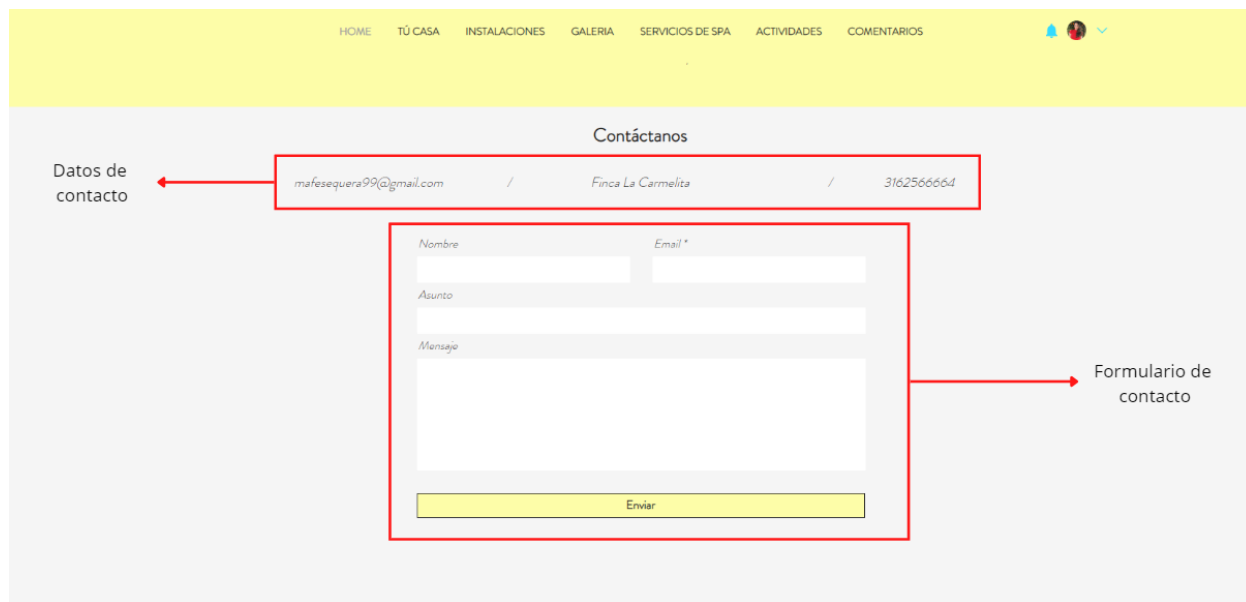 HOME TÚ CASA INSTALACIONES GALERIA SERVICIOS DE SPA ACTIVIDADES COMENTARIOS
Contáctanos
Datos de
contacto
mafesequera99@gmail.com / Finca La Carmelita / 3162566664
Nombre Email *
Asunto
Mensaje
Formulario de
contacto
Enviar